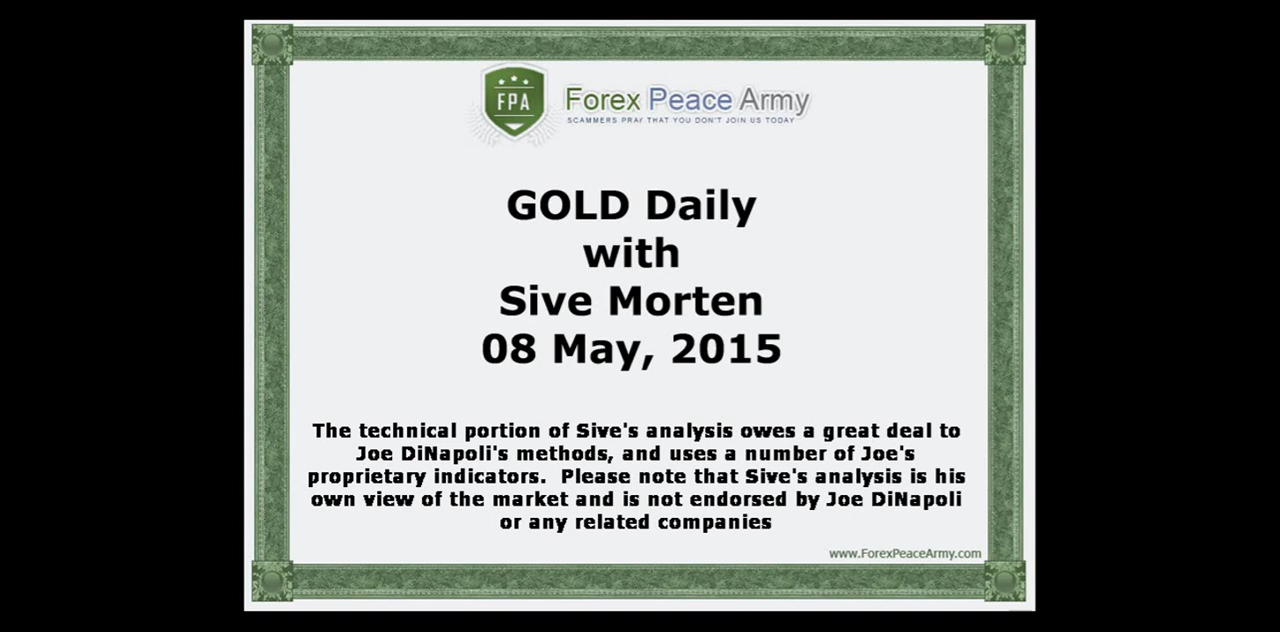 FPA
Forex Peace Army
SCAMMERS PRAY THAT YOU DON'T JOIN US TODAY
GOLD Daily
with
Sive Morten
08 May, 2015
The technical portion of Sive's analysis owes a great deal to
Joe DiNapoli's methods, and uses a number of Joe's
proprietary indicators.  Please note that Sive's analysis is his
own view of the market and is not endorsed by Joe DiNapoli
or any related companies
www.ForexPeaceArmy.com